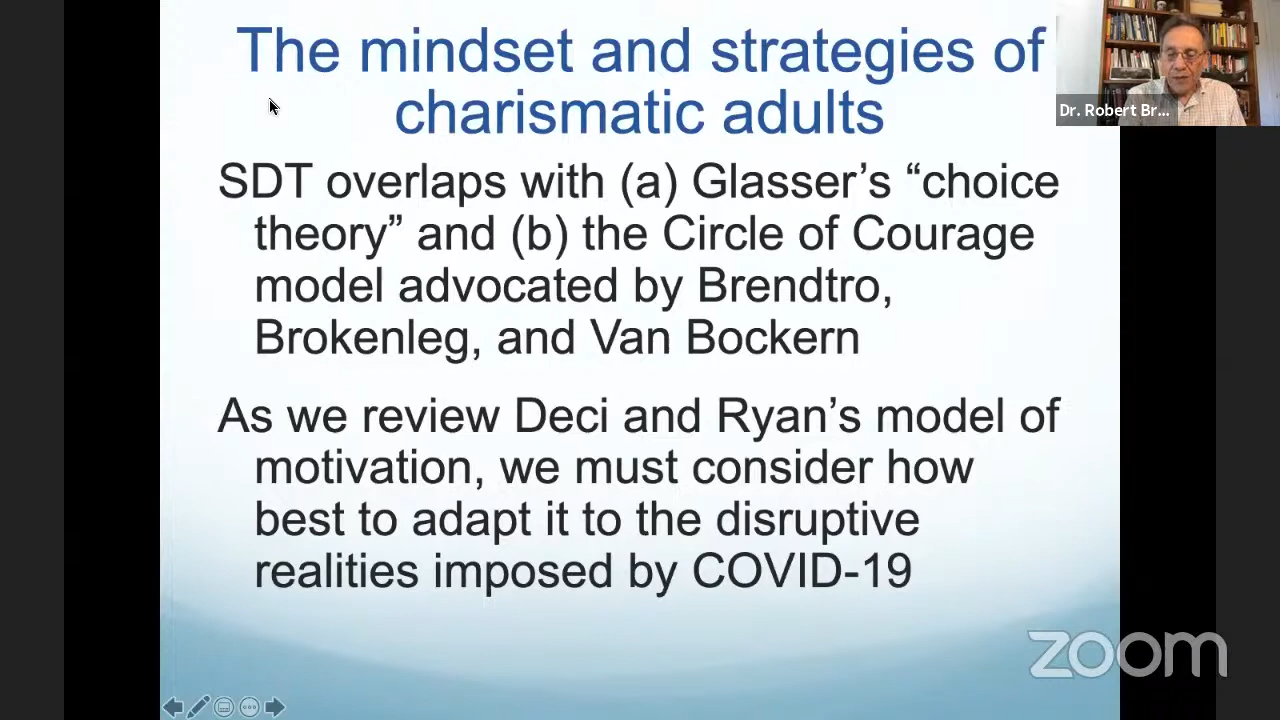 The mindset and strategies of
charismatic adults
Dr. Robert Br...
SDT overlaps with (a) Glasser’s “choice
theory” and (b) the Circle of Courage
model advocated by Brendtro,
Brokenleg, and Van Bockern
As we review Deci and Ryan’s model of
motivation, we must consider how
best to adapt it to the disruptive
realities imposed by COVID-19
zoom